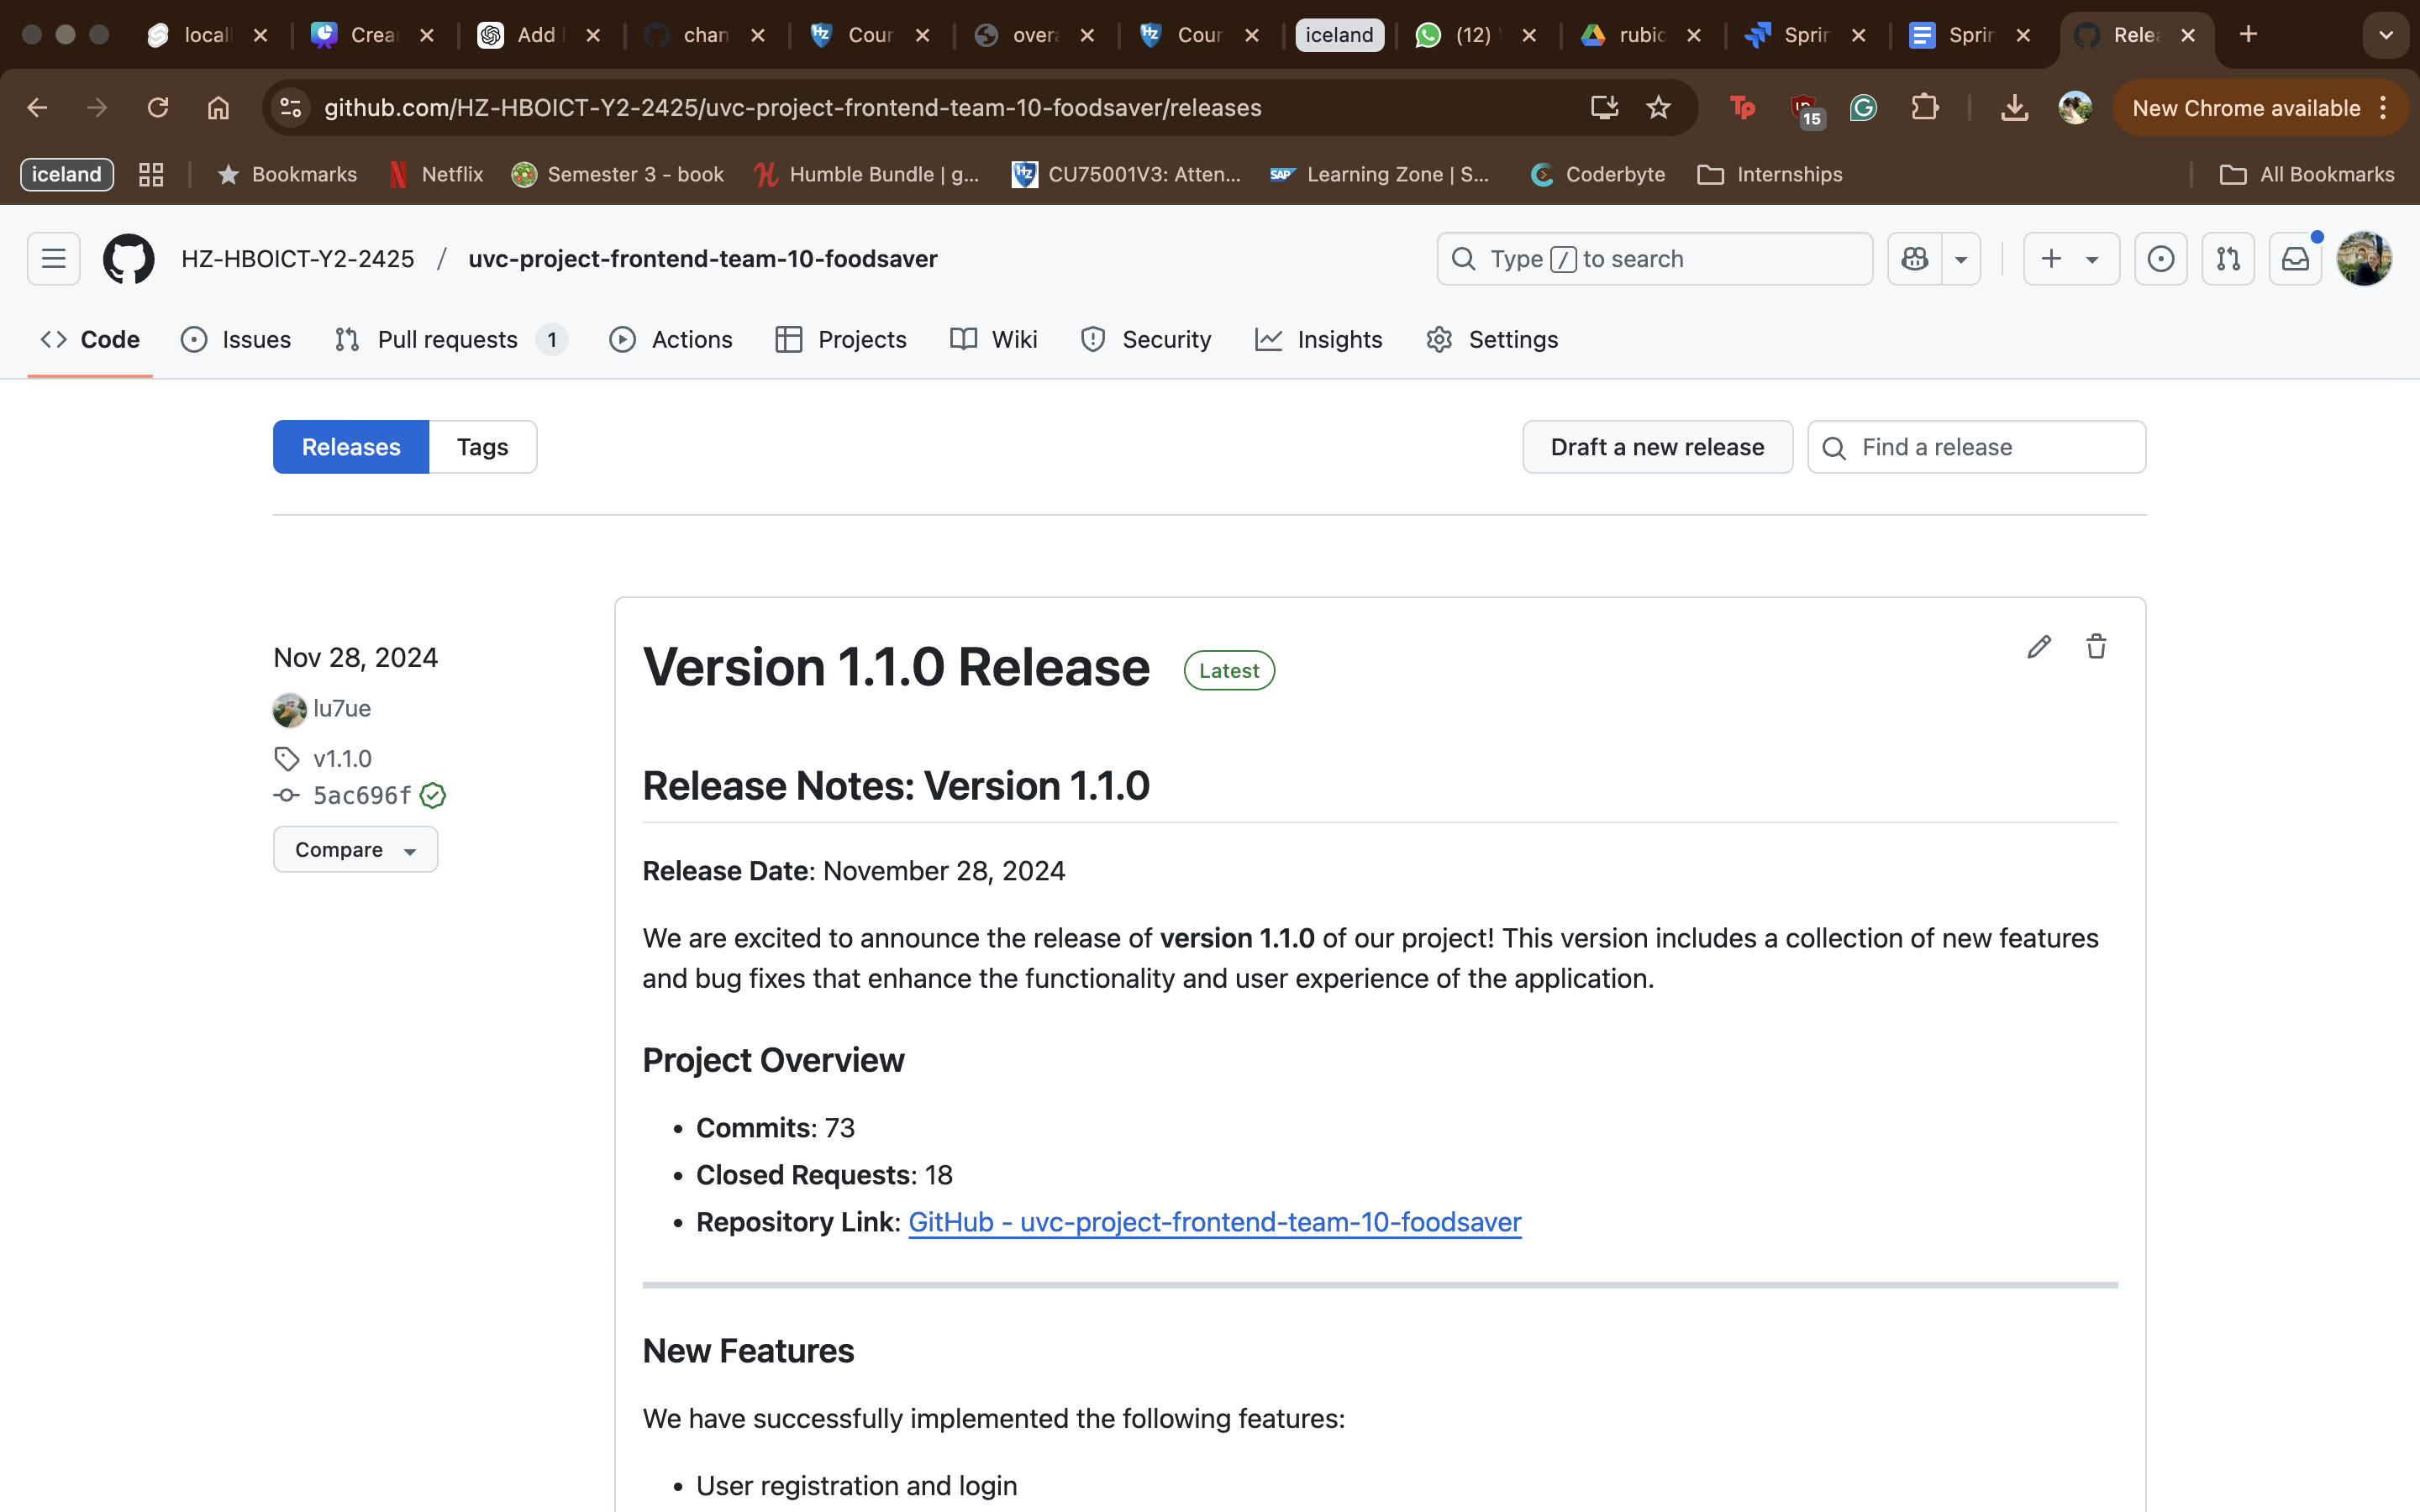 locall
Crea
Add
chan
Cour
overa
Cour
iceland
(12)
rubic
Sprin
Sprin
Relea
github.com/HZ-HBOICT-Y2-2425/uvc-project-frontend-team-10-foodsaver/releases
15
New Chrome available
iceland
Bookmarks
Netflix
Semester 3 - book
Humble Bundle | g...
CU75001V3: Atten...
Learning Zone | S...
Coderbyte
Internships
All Bookmarks
HZ-HBOICT-Y2-2425 / uvc-project-frontend-team-10-foodsaver
Type / to search
Code
Issues
Pull requests 1
Actions
Projects
Wiki
Security
Insights
Settings
Releases
Tags
Draft a new release
Find a release
Nov 28, 2024
lu7ue
v1.1.0
5ac696f
Compare
Version 1.1.0 Release Latest
Release Notes: Version 1.1.0
Release Date: November 28, 2024
We are excited to announce the release of version 1.1.0 of our project! This version includes a collection of new features
and bug fixes that enhance the functionality and user experience of the application.
Project Overview
• Commits: 73
• Closed Requests: 18
• Repository Link: GitHub - uvc-project-frontend-team-10-foodsaver
New Features
We have successfully implemented the following features:
• User registration and login